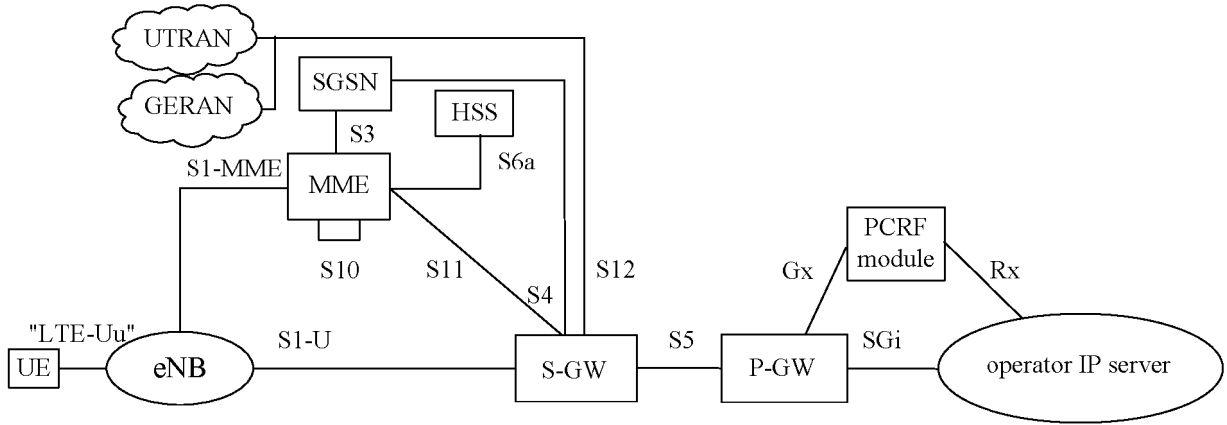 UTRAN
SGSN
GERAN
HSS
S3
S1-MME
S6a
MME
PCRF
module
S10
S11
S12
Gx
Rx
S4
"LTE-Uu"
S1-U
S5
SGi
UE
eNB
S-GW
P-GW
operator IP server